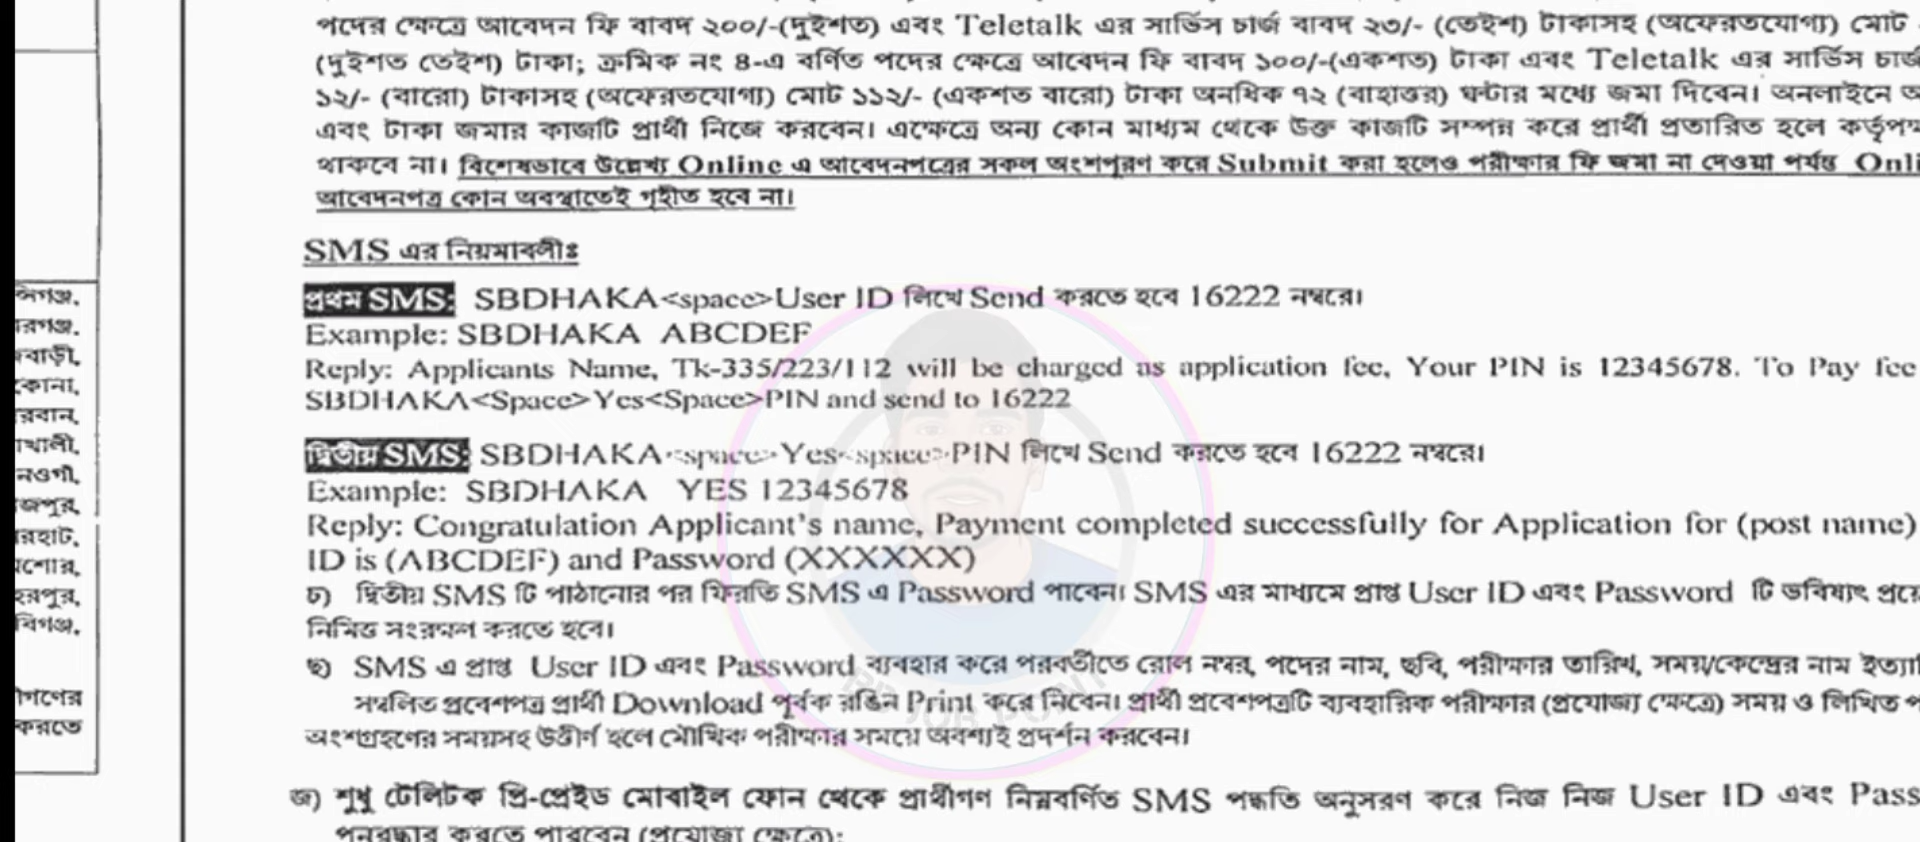 পদের ক্ষেত্রে আবেদন ফি বাবদ ২০০/-(দুইশত) এবং Teletalk এর সার্ভিস চার্জ বাবদ ২৩/- (তেইশ) টাকাসহ (অফেরতযোগ্য) মোট
(দুইশত তেইশ) টাকা; ক্রমিক নং ৪-এ বর্ণিত পদের ক্ষেত্রে আবেদন ফি বাবদ ১০০/-(একশত) টাকা এবং Teletalk এর সার্ভিস চার্জ
১২/- (বারো) টাকাসহ (অফেরতযোগ্য) মোট ১১২/- (একশত বারো) টাকা অনধিক ৭২ (বাহাত্তর) ঘন্টার মধ্যে জমা দিবেন। অনলাইনে
এবং টাকা জমার কাজটি প্রার্থী নিজে করবেন। এক্ষেত্রে অন্য কোন মাধ্যম থেকে উক্ত কাজটি সম্পন্ন করে প্রার্থী প্রতারিত হলে কর্তৃপক্ষ
থাকবে না। বিশেষভাবে উল্লেখ্য Online এ আবেদনপত্রের সকল অংশপূরণ করে Submit করা হলেও পরীক্ষার ফি জমা না দেওয়া পর্যন্ত Onli
আবেদনপত্র কোন অবস্থাতেই গৃহীত হবে না।
SMS এর নিয়মাবলীঃ
প্রথম SMS: SBDHAKA<space>User ID লিখে Send করতে হবে 16222 নম্বরে।
Example: SBDHAKA ABCDEF
Reply: Applicants Name, Tk-335/223/112 will be charged as application fee, Your PIN is 12345678. To Pay fee
SBDHAKA<Space>Yes<Space>PIN and send to 16222
দ্বিতীয় SMS: SBDHAKA<space>Yes<space>PIN লিখে Send করতে হবে 16222 নম্বরে।
Example: SBDHAKA YES 12345678
Reply: Congratulation Applicant's name, Payment completed successfully for Application for (post name)
ID is (ABCDEF) and Password (XXXXXX)
চ) দ্বিতীয় SMS টি পাঠানোর পর ফিরতি SMS এ Password পাবেন। SMS এর মাধ্যমে প্রাপ্ত User ID এবং Password টি ভবিষ্যৎ প্রয়ে
নিমিত্ত সংরক্ষণ করতে হবে।
ছ) SMS এ প্রাপ্ত User ID এবং Password ব্যবহার করে পরবর্তীতে রোল নম্বর, পদের নাম, ছবি, পরীক্ষার তারিখ, সময়/কেন্দ্রের নাম ইত্যাদি
সম্বলিত প্রবেশপত্র প্রার্থী Download পূর্বক রঙিন Print করে নিবেন। প্রার্থী প্রবেশপত্রটি ব্যবহারিক পরীক্ষার (প্রযোজ্য ক্ষেত্রে) সময় ও লিখিত
অংশগ্রহণের সময়সহ উত্তীর্ণ হলে মৌখিক পরীক্ষার সময়ে অবশ্যই প্রদর্শন করবেন।
জ) শুধু টেলিটক প্রি-প্রেইড মোবাইল ফোন থেকে প্রার্থীগণ নিম্নবর্ণিত SMS পদ্ধতি অনুসরণ করে নিজ নিজ User ID এবং Pass
পুনরুদ্ধার করতে পারবেন (প্রযোজ্য ক্ষেত্রে):
করতে
JOB POINT